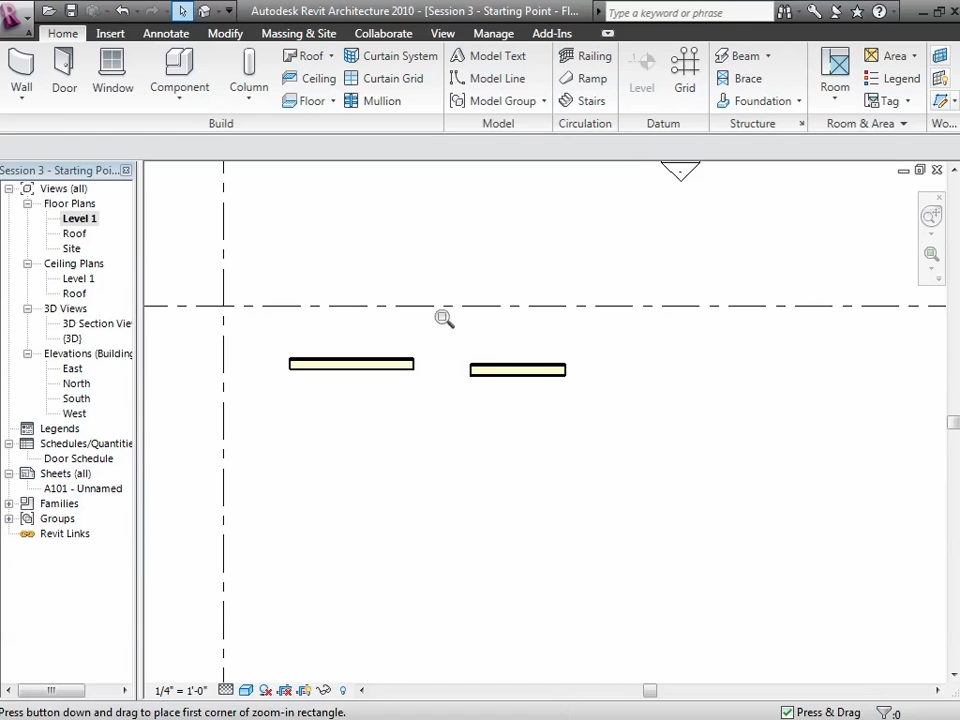 Autodesk Revit Architecture 2010 - [Session 3 - Starting Point - Fl...
Type a keyword or phrase
Home Insert Annotate Modify Massing & Site Collaborate View Manage Add-Ins
Wall Door Window Component Column
Roof Curtain System
Ceiling Curtain Grid
Floor Mullion
Build
Model Text
Model Line
Model Group
Model
Railing
Ramp
Stairs
Circulation
Level Grid
Datum
Beam
Brace
Foundation
Structure
Room
Area
Legend
Tag
Room & Area
Wo...
Session 3 - Starting Poi...
Views (all)
Floor Plans
Level 1
Roof
Site
Ceiling Plans
Level 1
Roof
3D Views
3D Section Vie
{3D}
Elevations (Building
East
North
South
West
Legends
Schedules/Quantitie
Door Schedule
Sheets (all)
A101 - Unnamed
Families
Groups
Revit Links
1/4" = 1'-0"
Press button down and drag to place first corner of zoom-in rectangle.
Press & Drag
:0